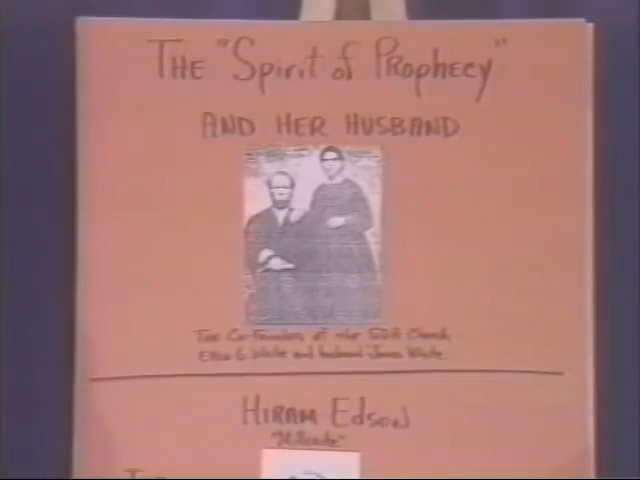 THE "Spirit of Prophecy"
AND HER HUSBAND
The Co-Founders of the SDA Church
Ellen G. White and husband James White
HIRAM EDSON
"Millerite"